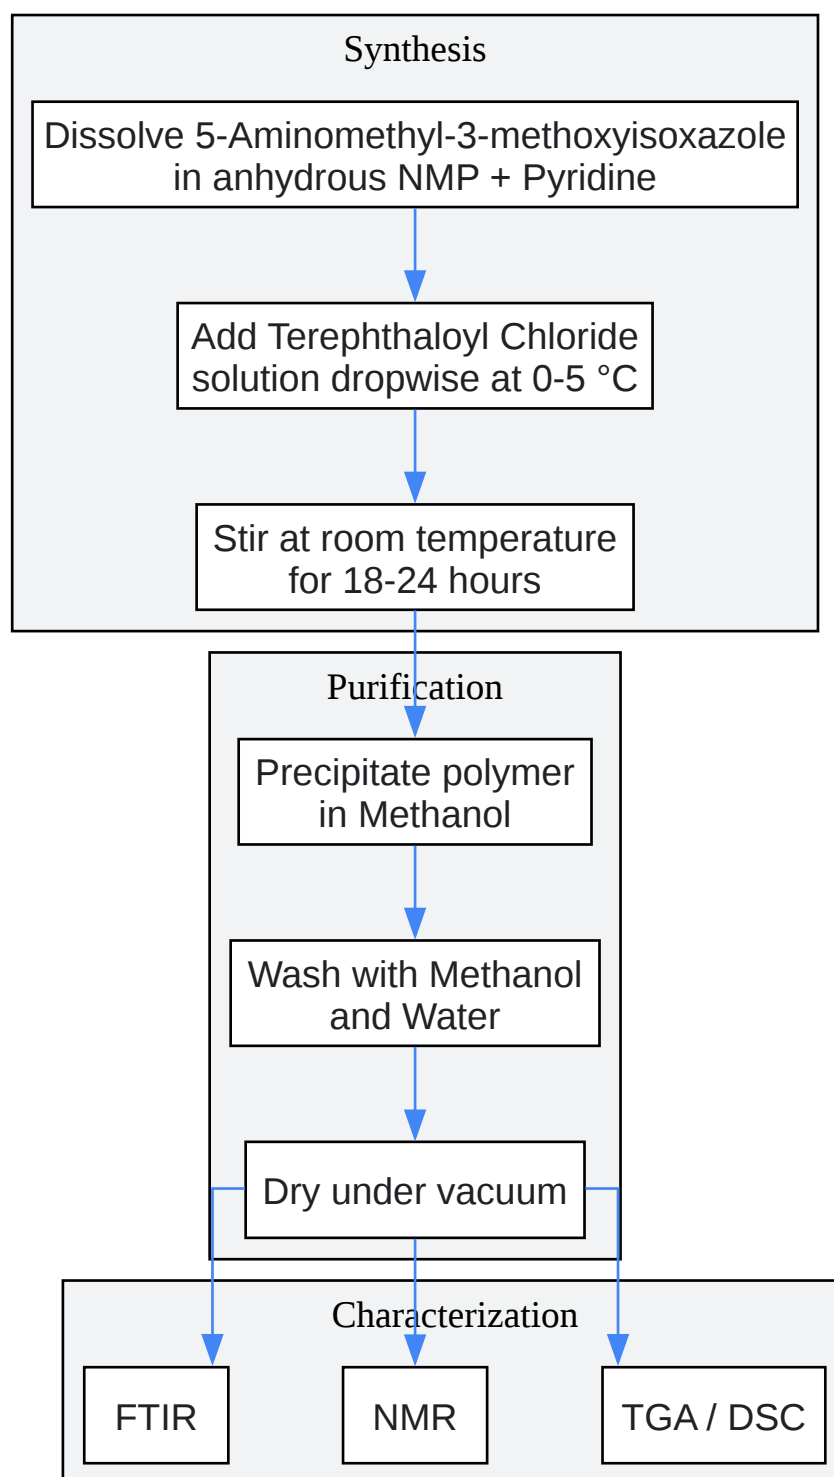 Synthesis
Dissolve 5-Aminomethyl-3-methoxyisoxazole
in anhydrous NMP + Pyridine
Add Terephthaloyl Chloride
solution dropwise at 0-5 °C
Stir at room temperature
for 18-24 hours
Purification
Precipitate polymer
in Methanol
Wash with Methanol
and Water
Dry under vacuum
Characterization
FTIR
NMR
TGA / DSC